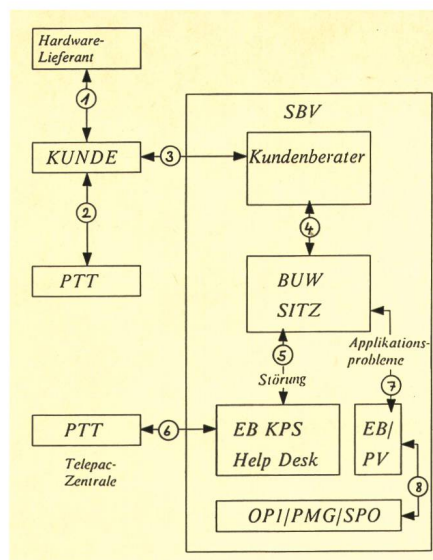 Hardware-
Lieferant
1
SBV
KUNDE
3
Kundenberater
2
4
PTT
BUW
SITZ
Applikations-
probleme
5
Störung
7
PTT
6
EB KPS
Help Desk
EB/
PV
Telepac-
Zentrale
8
OP1/PMG/SPO